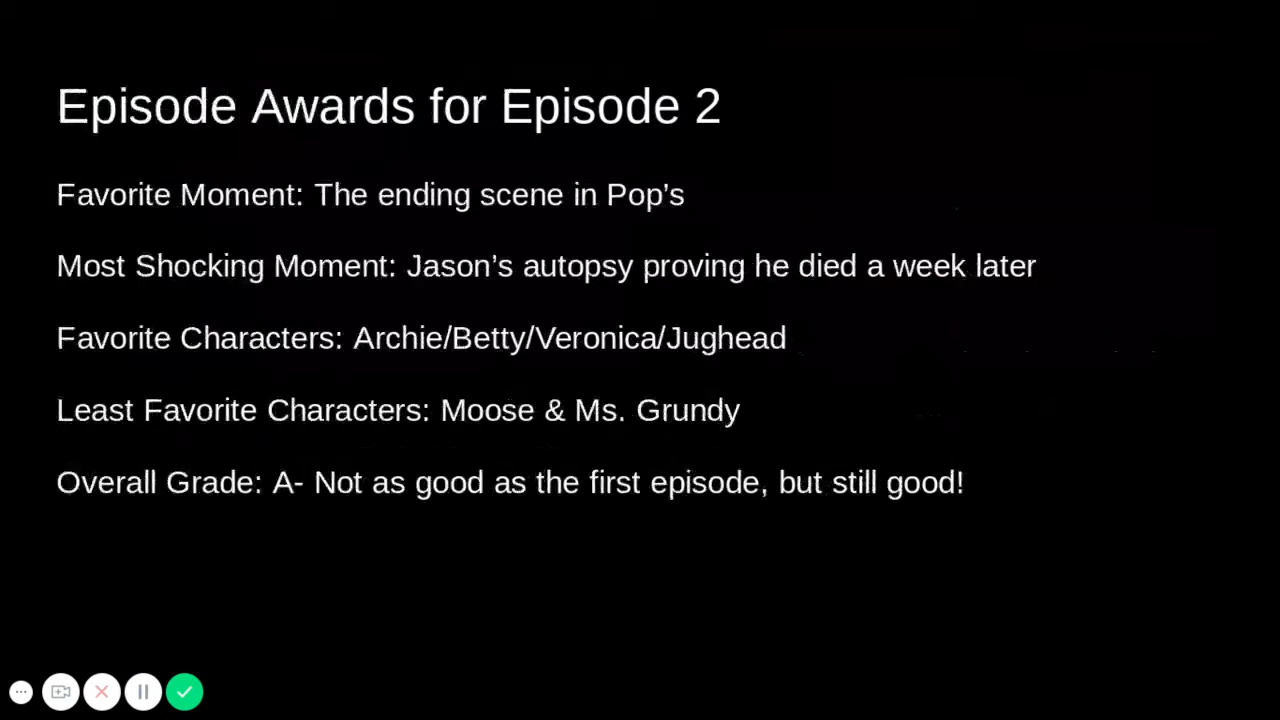 Episode Awards for Episode 2
Favorite Moment: The ending scene in Pop’s
Most Shocking Moment: Jason’s autopsy proving he died a week later
Favorite Characters: Archie/Betty/Veronica/Jughead
Least Favorite Characters: Moose & Ms. Grundy
Overall Grade: A- Not as good as the first episode, but still good!